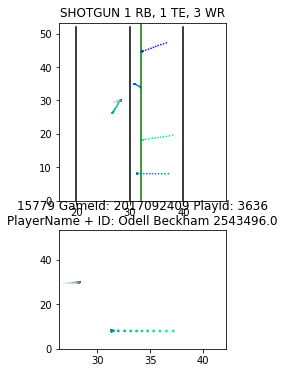 SHOTGUN 1 RB, 1 TE, 3 WR
50
40
30
20
10
0
20 30 40
15779 GameId: 2017092409 PlayId: 3636
PlayerName + ID: Odell Beckham 2543496.0
40
20
0
30 35 40